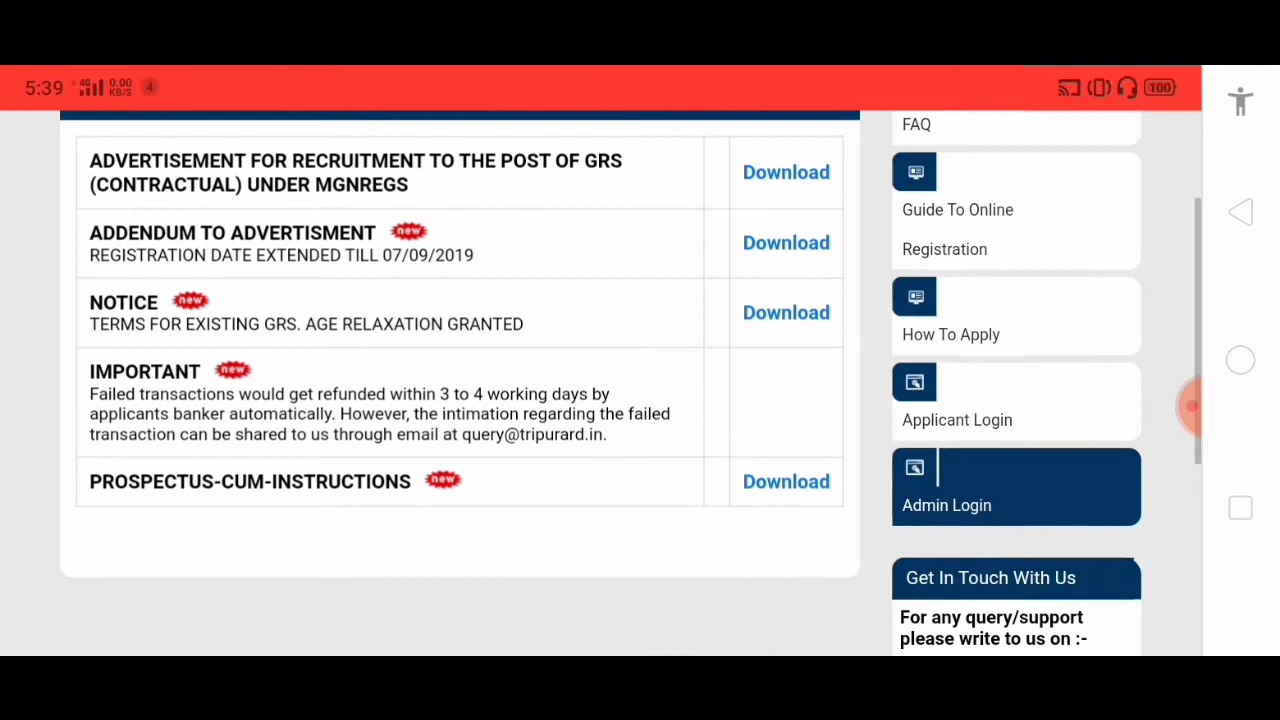 5:39 4G 0.00 KB/S 4 100
ADVERTISEMENT FOR RECRUITMENT TO THE POST OF GRS
(CONTRACTUAL) UNDER MGNREGS
Download
ADDENDUM TO ADVERTISMENT new
REGISTRATION DATE EXTENDED TILL 07/09/2019
Download
NOTICE new
TERMS FOR EXISTING GRS. AGE RELAXATION GRANTED
Download
IMPORTANT new
Failed transactions would get refunded within 3 to 4 working days by
applicants banker automatically. However, the intimation regarding the failed
transaction can be shared to us through email at query@tripurard.in.
PROSPECTUS-CUM-INSTRUCTIONS new
Download
FAQ
Guide To Online
Registration
How To Apply
Applicant Login
Admin Login
Get In Touch With Us
For any query/support
please write to us on :-